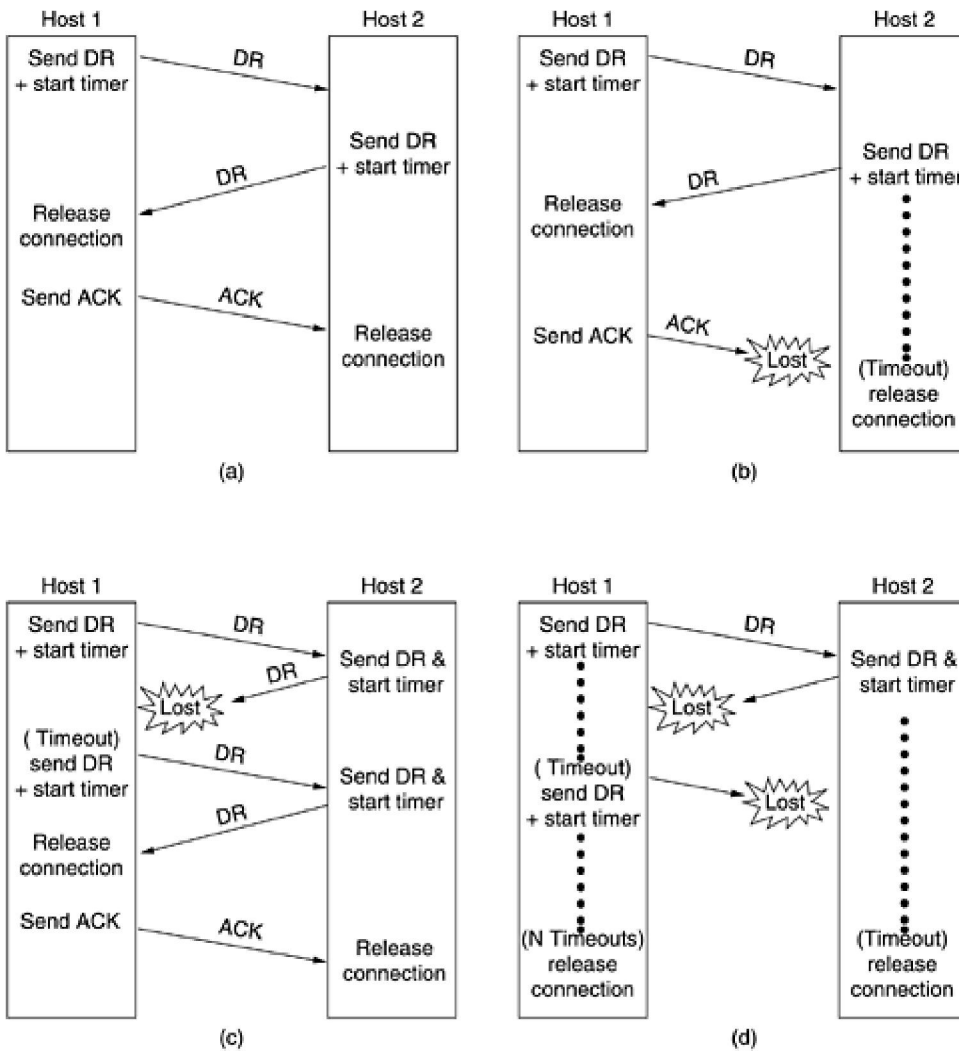 Host 1
Host 2
Send DR
+ start timer
DR
Send DR
+ start timer
DR
Release
connection
Send ACK
ACK
Release
connection
(a)
Host 1
Host 2
Send DR
+ start timer
DR
Send DR
+ start timer
DR
Release
connection
Send ACK
ACK
Lost
(Timeout)
release
connection
(b)
Host 1
Host 2
Send DR
+ start timer
DR
Send DR &
start timer
DR
Lost
( Timeout)
send DR
+ start timer
DR
Send DR &
start timer
DR
Release
connection
Send ACK
ACK
Release
connection
(c)
Host 1
Host 2
Send DR
+ start timer
DR
Send DR &
start timer
Lost
( Timeout)
send DR
+ start timer
Lost
(N Timeouts)
release
connection
(Timeout)
release
connection
(d)